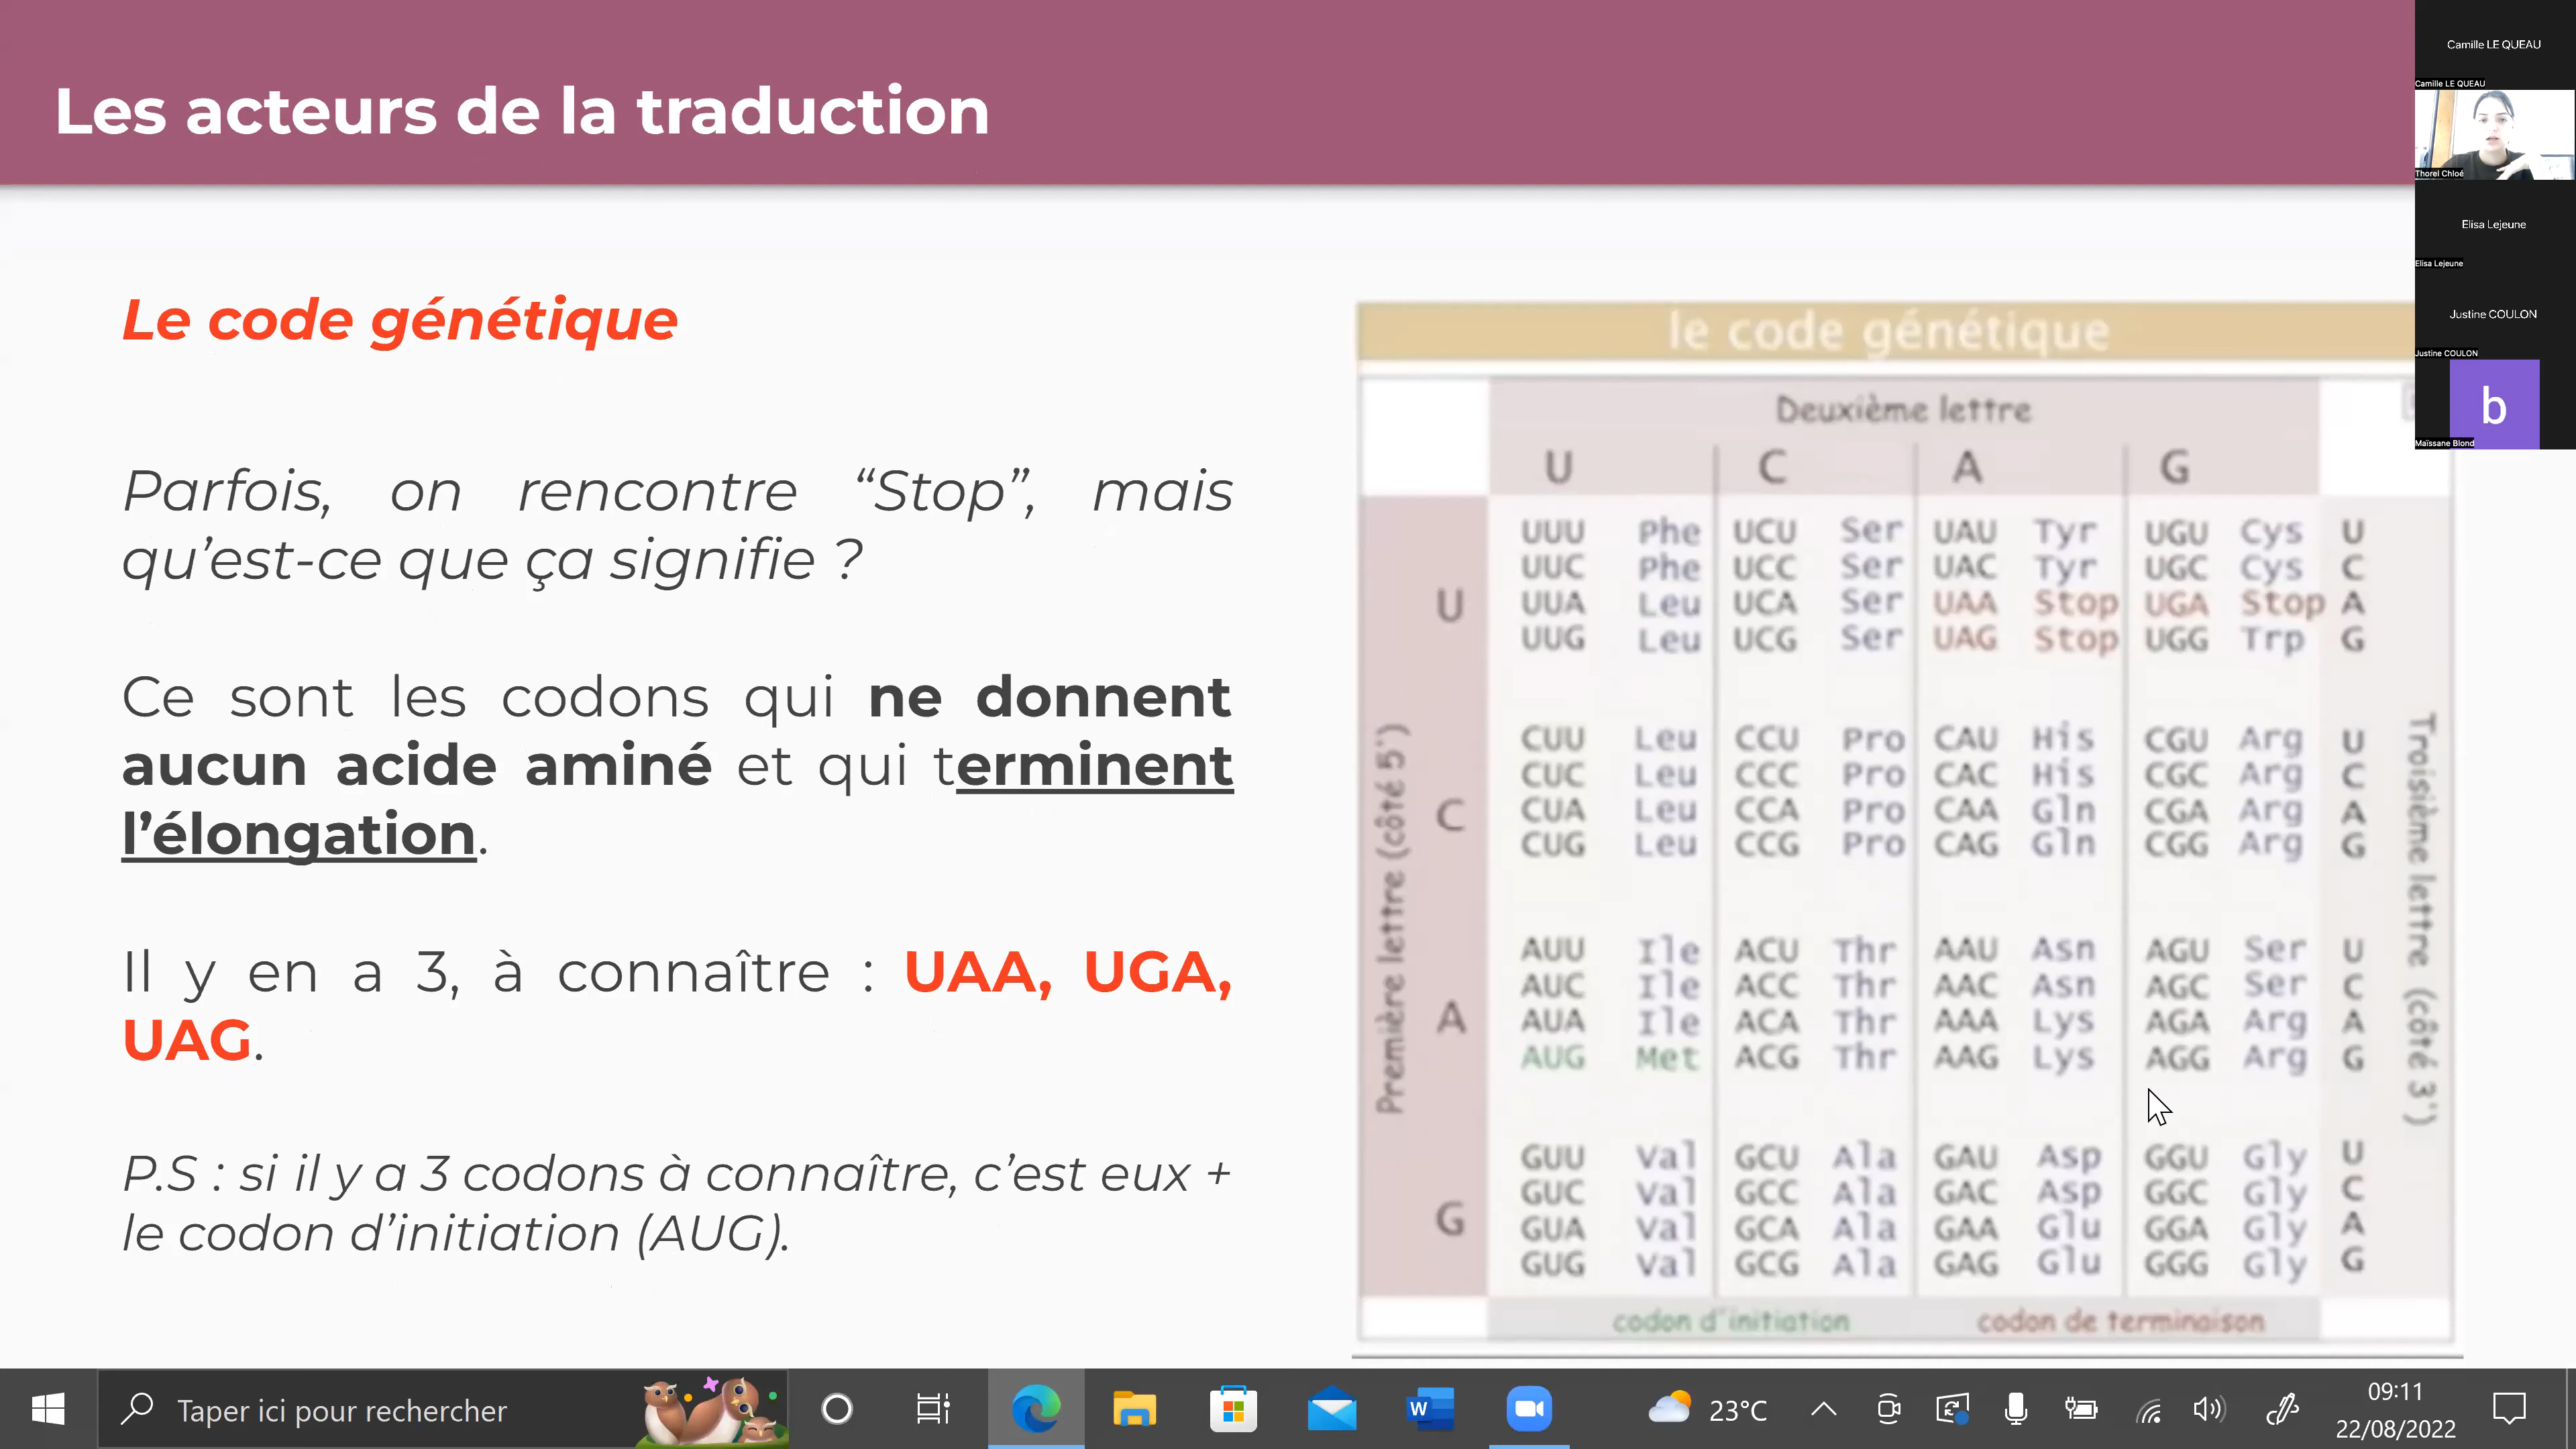 Les acteurs de la traduction
Le code génétique
Parfois, on rencontre “Stop”, mais
qu’est-ce que ça signifie ?
Ce sont les codons qui ne donnent
aucun acide aminé et qui terminent
l’élongation.
Il y en a 3, à connaître : UAA, UGA,
UAG.
P.S : si il y a 3 codons à connaître, c’est eux +
le codon d’initiation (AUG).
le code génétique
Deuxième lettre
U C A G
Première lettre (côté 5')
U
UUU Phe UCU Ser UAU Tyr UGU Cys U
UUC Phe UCC Ser UAC Tyr UGC Cys C
UUA Leu UCA Ser UAA Stop UGA Stop A
UUG Leu UCG Ser UAG Stop UGG Trp G
C
CUU Leu CCU Pro CAU His CGU Arg U
CUC Leu CCC Pro CAC His CGC Arg C
CUA Leu CCA Pro CAA Gln CGA Arg A
CUG Leu CCG Pro CAG Gln CGG Arg G
A
AUU Ile ACU Thr AAU Asn AGU Ser U
AUC Ile ACC Thr AAC Asn AGC Ser C
AUA Ile ACA Thr AAA Lys AGA Arg A
AUG Met ACG Thr AAG Lys AGG Arg G
G
GUU Val GCU Ala GAU Asp GGU Gly U
GUC Val GCC Ala GAC Asp GGC Gly C
GUA Val GCA Ala GAA Glu GGA Gly A
GUG Val GCG Ala GAG Glu GGG Gly G
Troisième lettre (côté 3')
codon d'initiation codon de terminaison
Camille LE QUEAU
Camille LE QUEAU
Thorel Chloé
Elisa Lejeune
Elisa Lejeune
Justine COULON
Justine COULON
b
Maïssane Blond
Taper ici pour rechercher
W
23°C
09:11
22/08/2022